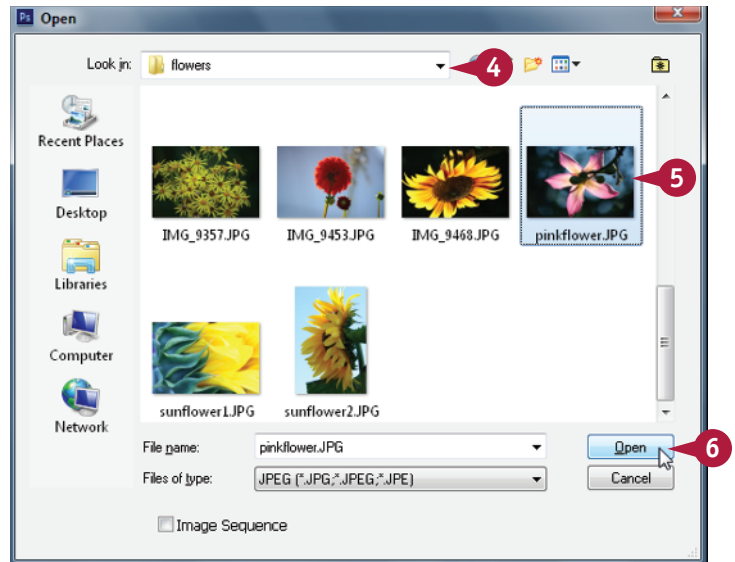 Ps Open
Look in: flowers
4
Recent Places
Desktop
Libraries
Computer
Network
5
IMG_9357.JPG
IMG_9453.JPG
IMG_9468.JPG
pinkflower.JPG
sunflower1.JPG
sunflower2.JPG
File name: pinkflower.JPG
Open
6
Files of type: JPEG (*.JPG;*.JPEG;*.JPE)
Cancel
Image Sequence